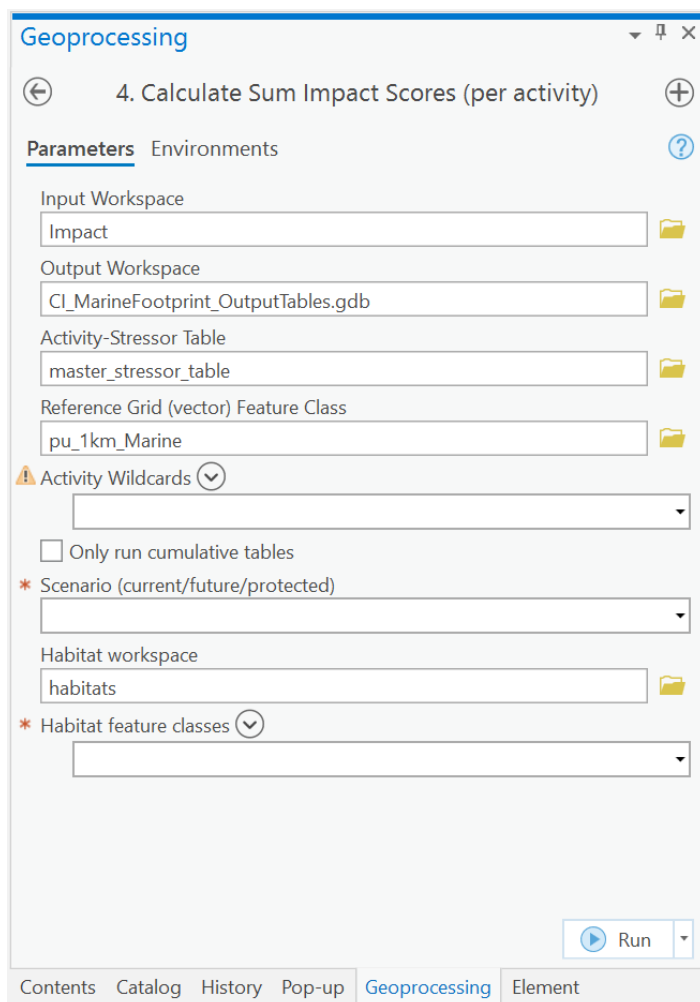 Geoprocessing
4. Calculate Sum Impact Scores (per activity)
Parameters Environments
Input Workspace
Impact
Output Workspace
CI_MarineFootprint_OutputTables.gdb
Activity-Stressor Table
master_stressor_table
Reference Grid (vector) Feature Class
pu_1km_Marine
Activity Wildcards
Only run cumulative tables
* Scenario (current/future/protected)
Habitat workspace
habitats
* Habitat feature classes
Run
Contents Catalog History Pop-up Geoprocessing Element